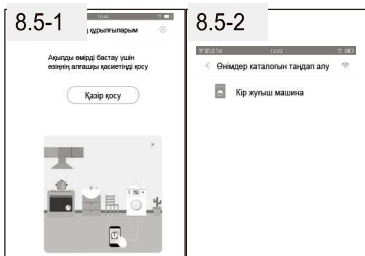 8.5-1
құрылғыларым
Ақылды өмірді бастау үшін
өзіңнің алғашқы қасиетіңді қосу
Қазір қосу
8.5-2
Өнімдер каталогын таңдап алу
Кір жуғыш машина